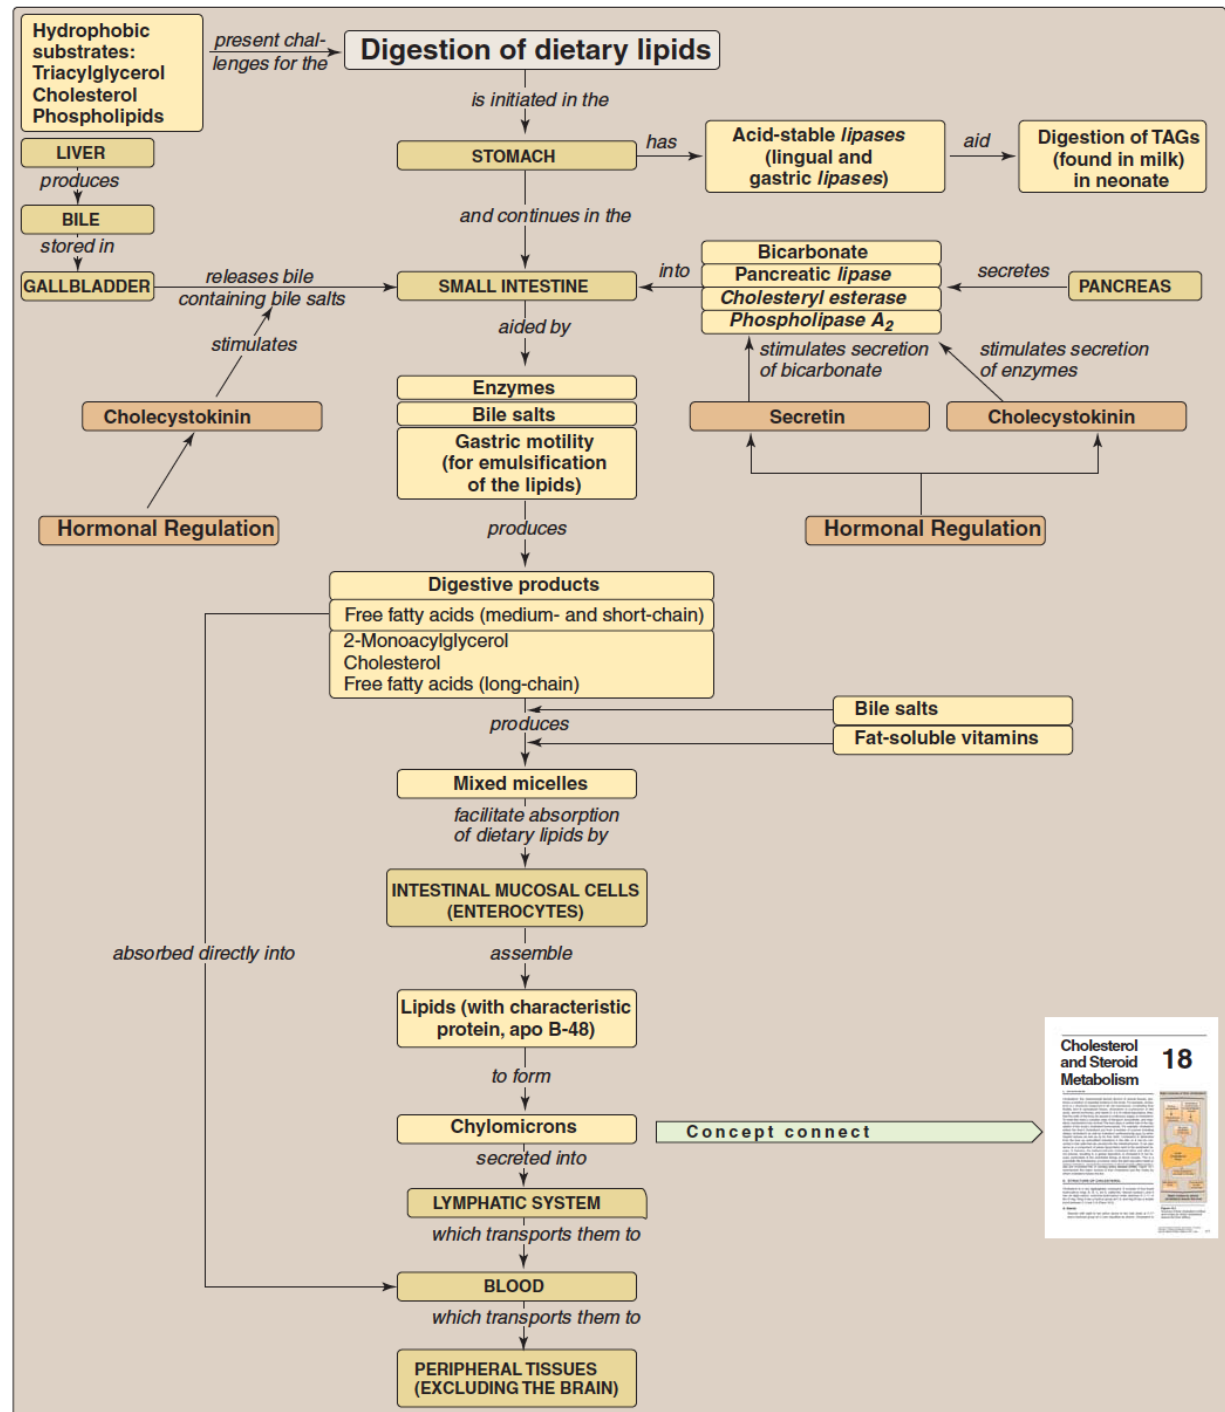 Hydrophobic
substrates:
Triacylglycerol
Cholesterol
Phospholipids
present chal-
lenges for the
Digestion of dietary lipids
is initiated in the
LIVER
produces
BILE
stored in
GALLBLADDER
releases bile
containing bile salts
stimulates
Cholecystokinin
Hormonal Regulation
STOMACH
has
Acid-stable lipases
(lingual and
gastric lipases)
aid
Digestion of TAGs
(found in milk)
in neonate
and continues in the
SMALL INTESTINE
into
Bicarbonate
Pancreatic lipase
Cholesteryl esterase
Phospholipase A2
secretes
PANCREAS
stimulates secretion
of bicarbonate
stimulates secretion
of enzymes
Secretin
Cholecystokinin
Hormonal Regulation
aided by
Enzymes
Bile salts
Gastric motility
(for emulsification
of the lipids)
produces
Digestive products
Free fatty acids (medium- and short-chain)
2-Monoacylglycerol
Cholesterol
Free fatty acids (long-chain)
produces
Bile salts
Fat-soluble vitamins
Mixed micelles
facilitate absorption
of dietary lipids by
INTESTINAL MUCOSAL CELLS
(ENTEROCYTES)
absorbed directly into
assemble
Lipids (with characteristic
protein, apo B-48)
to form
Chylomicrons
Concept connect
Cholesterol
and Steroid
Metabolism
18
secreted into
LYMPHATIC SYSTEM
which transports them to
BLOOD
which transports them to
PERIPHERAL TISSUES
(EXCLUDING THE BRAIN)